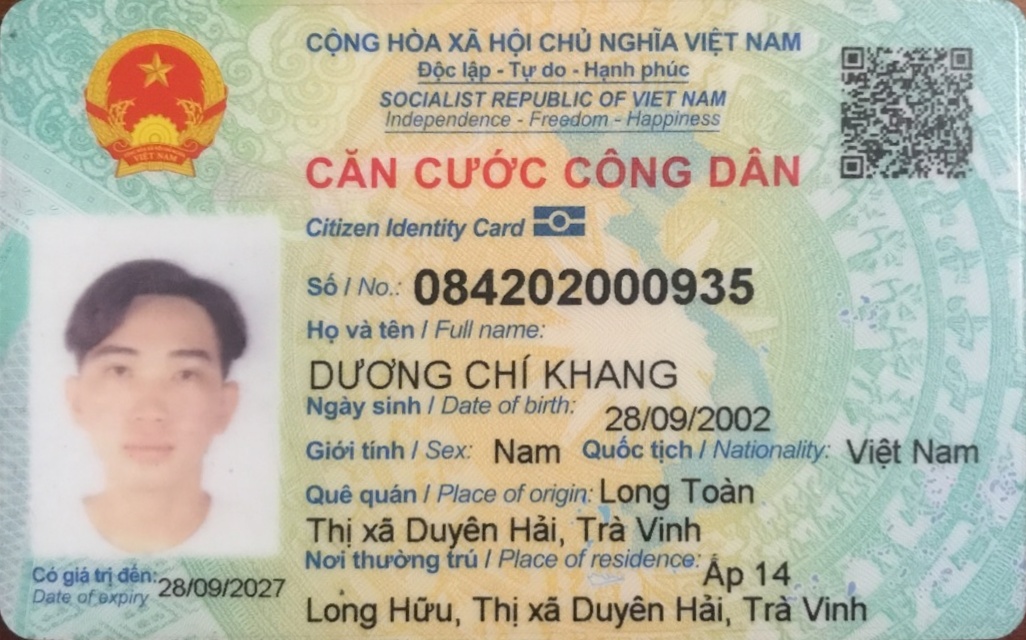 CỘNG HÒA XÃ HỘI CHỦ NGHĨA VIỆT NAM
Độc lập - Tự do - Hạnh phúc
SOCIALIST REPUBLIC OF VIET NAM
Independence - Freedom - Happiness
CĂN CƯỚC CÔNG DÂN
Citizen Identity Card
Số / No.: 084202000935
Họ và tên / Full name:
DƯƠNG CHÍ KHANG
Ngày sinh / Date of birth: 28/09/2002
Giới tính / Sex: Nam Quốc tịch / Nationality: Việt Nam
Quê quán / Place of origin: Long Toàn
Thị xã Duyên Hải, Trà Vinh
Nơi thường trú / Place of residence: Ấp 14
Long Hữu, Thị xã Duyên Hải, Trà Vinh
Có giá trị đến: 28/09/2027
Date of expiry
VIỆT NAM